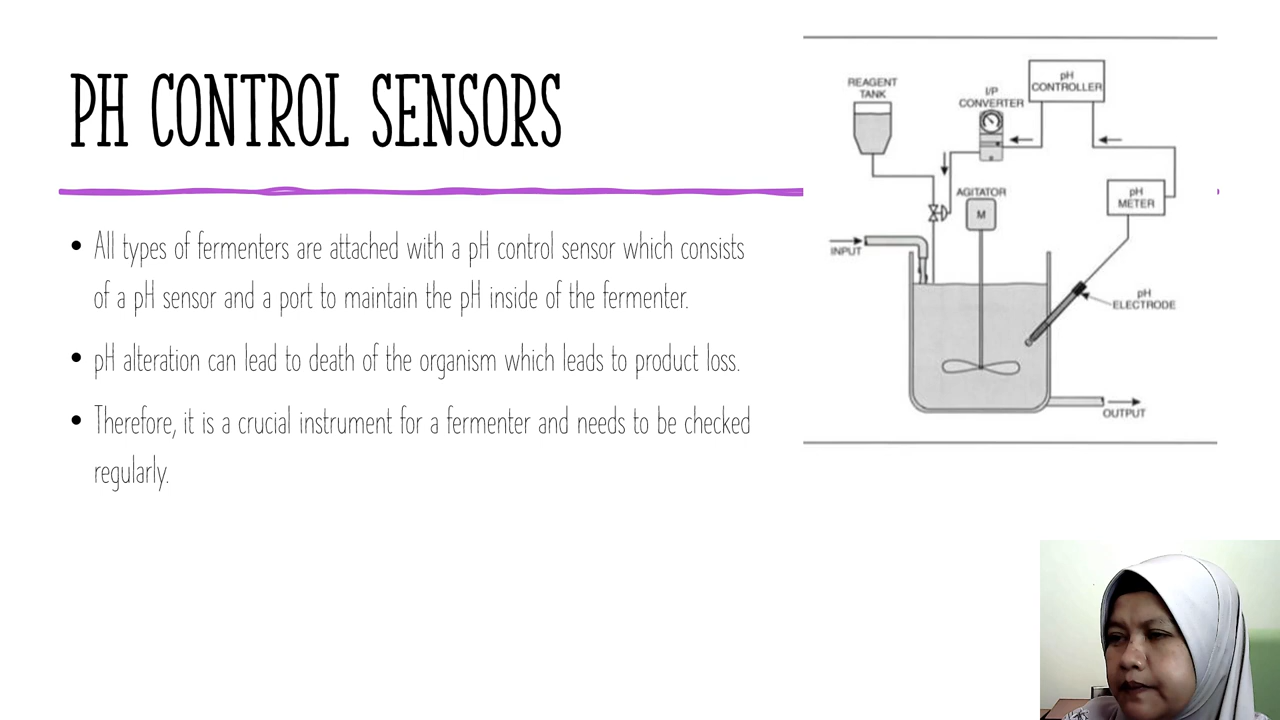 PH CONTROL SENSORS
• All types of fermenters are attached with a pH control sensor which consists
of a pH sensor and a port to maintain the pH inside of the fermenter.
• pH alteration can lead to death of the organism which leads to product loss.
• Therefore, it is a crucial instrument for a fermenter and needs to be checked
regularly.
pH
CONTROLLER
REAGENT
TANK
I/P
CONVERTER
AGITATOR
M
pH
METER
INPUT
pH
ELECTRODE
OUTPUT